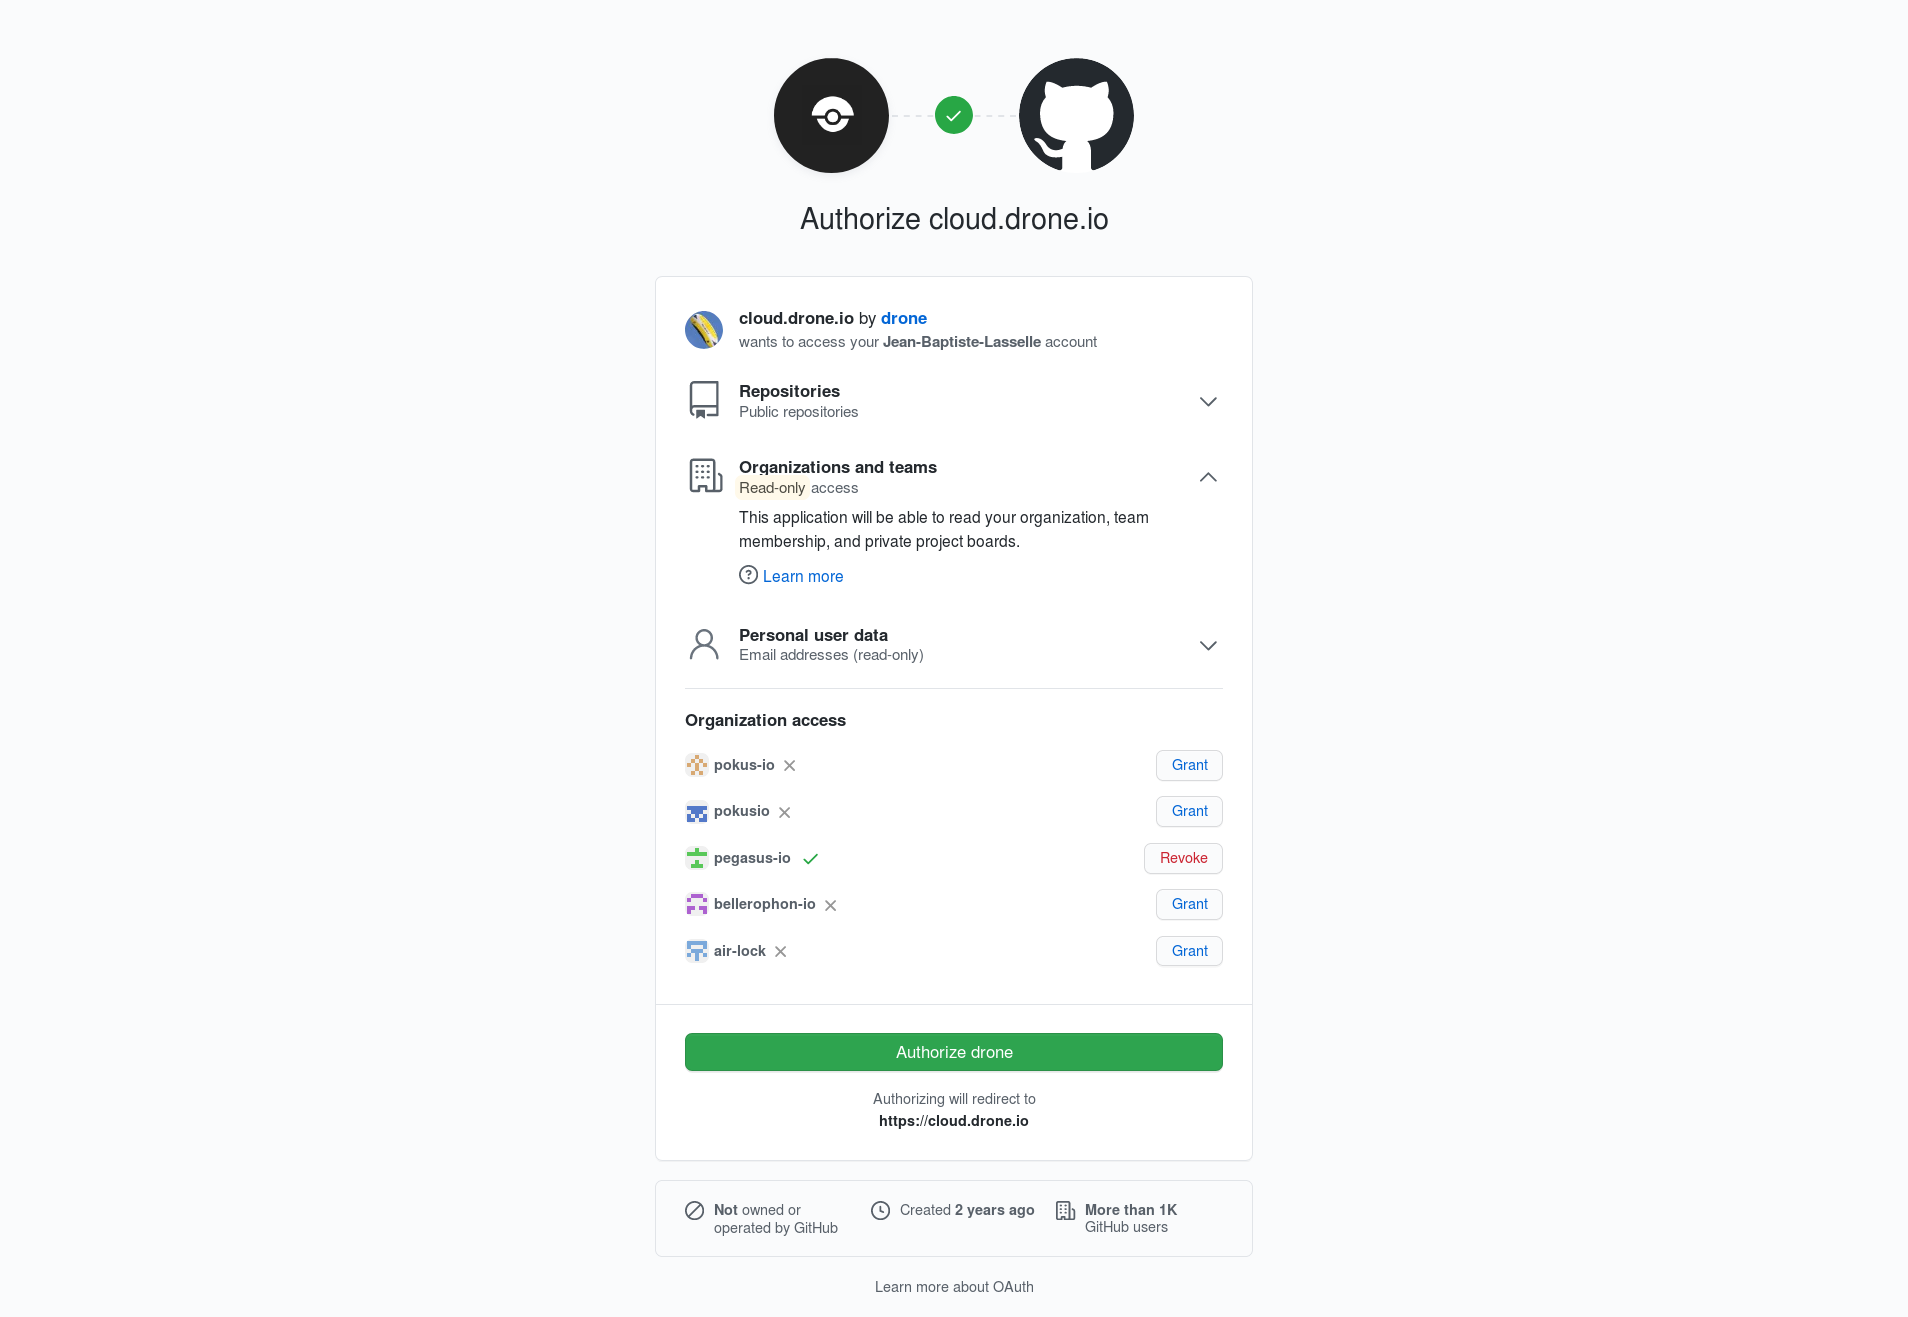 Authorize cloud.drone.io
cloud.drone.io by drone
wants to access your Jean-Baptiste-Lasselle account
Repositories
Public repositories
Organizations and teams
Read-only access
This application will be able to read your organization, team
membership, and private project boards.
Learn more
Personal user data
Email addresses (read-only)
Organization access
pokus-io Grant
pokusio Grant
pegasus-io Revoke
bellerophon-io Grant
air-lock Grant
Authorize drone
Authorizing will redirect to
https://cloud.drone.io
Not owned or
operated by GitHub
Created 2 years ago
More than 1K
GitHub users
Learn more about OAuth